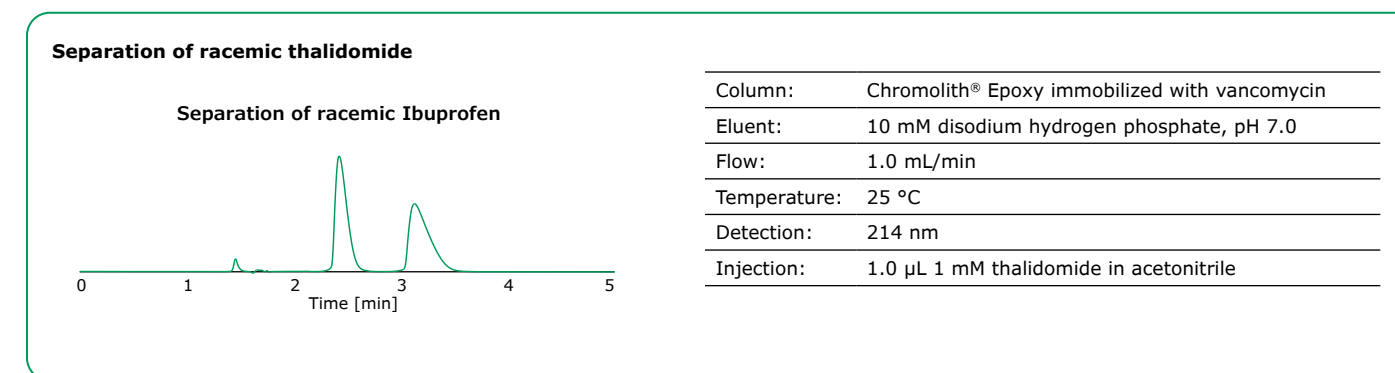 Separation of racemic thalidomide
Separation of racemic Ibuprofen
0 1 2 3 4 5
Time [min]
Column: Chromolith® Epoxy immobilized with vancomycin
Eluent: 10 mM disodium hydrogen phosphate, pH 7.0
Flow: 1.0 mL/min
Temperature: 25 °C
Detection: 214 nm
Injection: 1.0 µL 1 mM thalidomide in acetonitrile